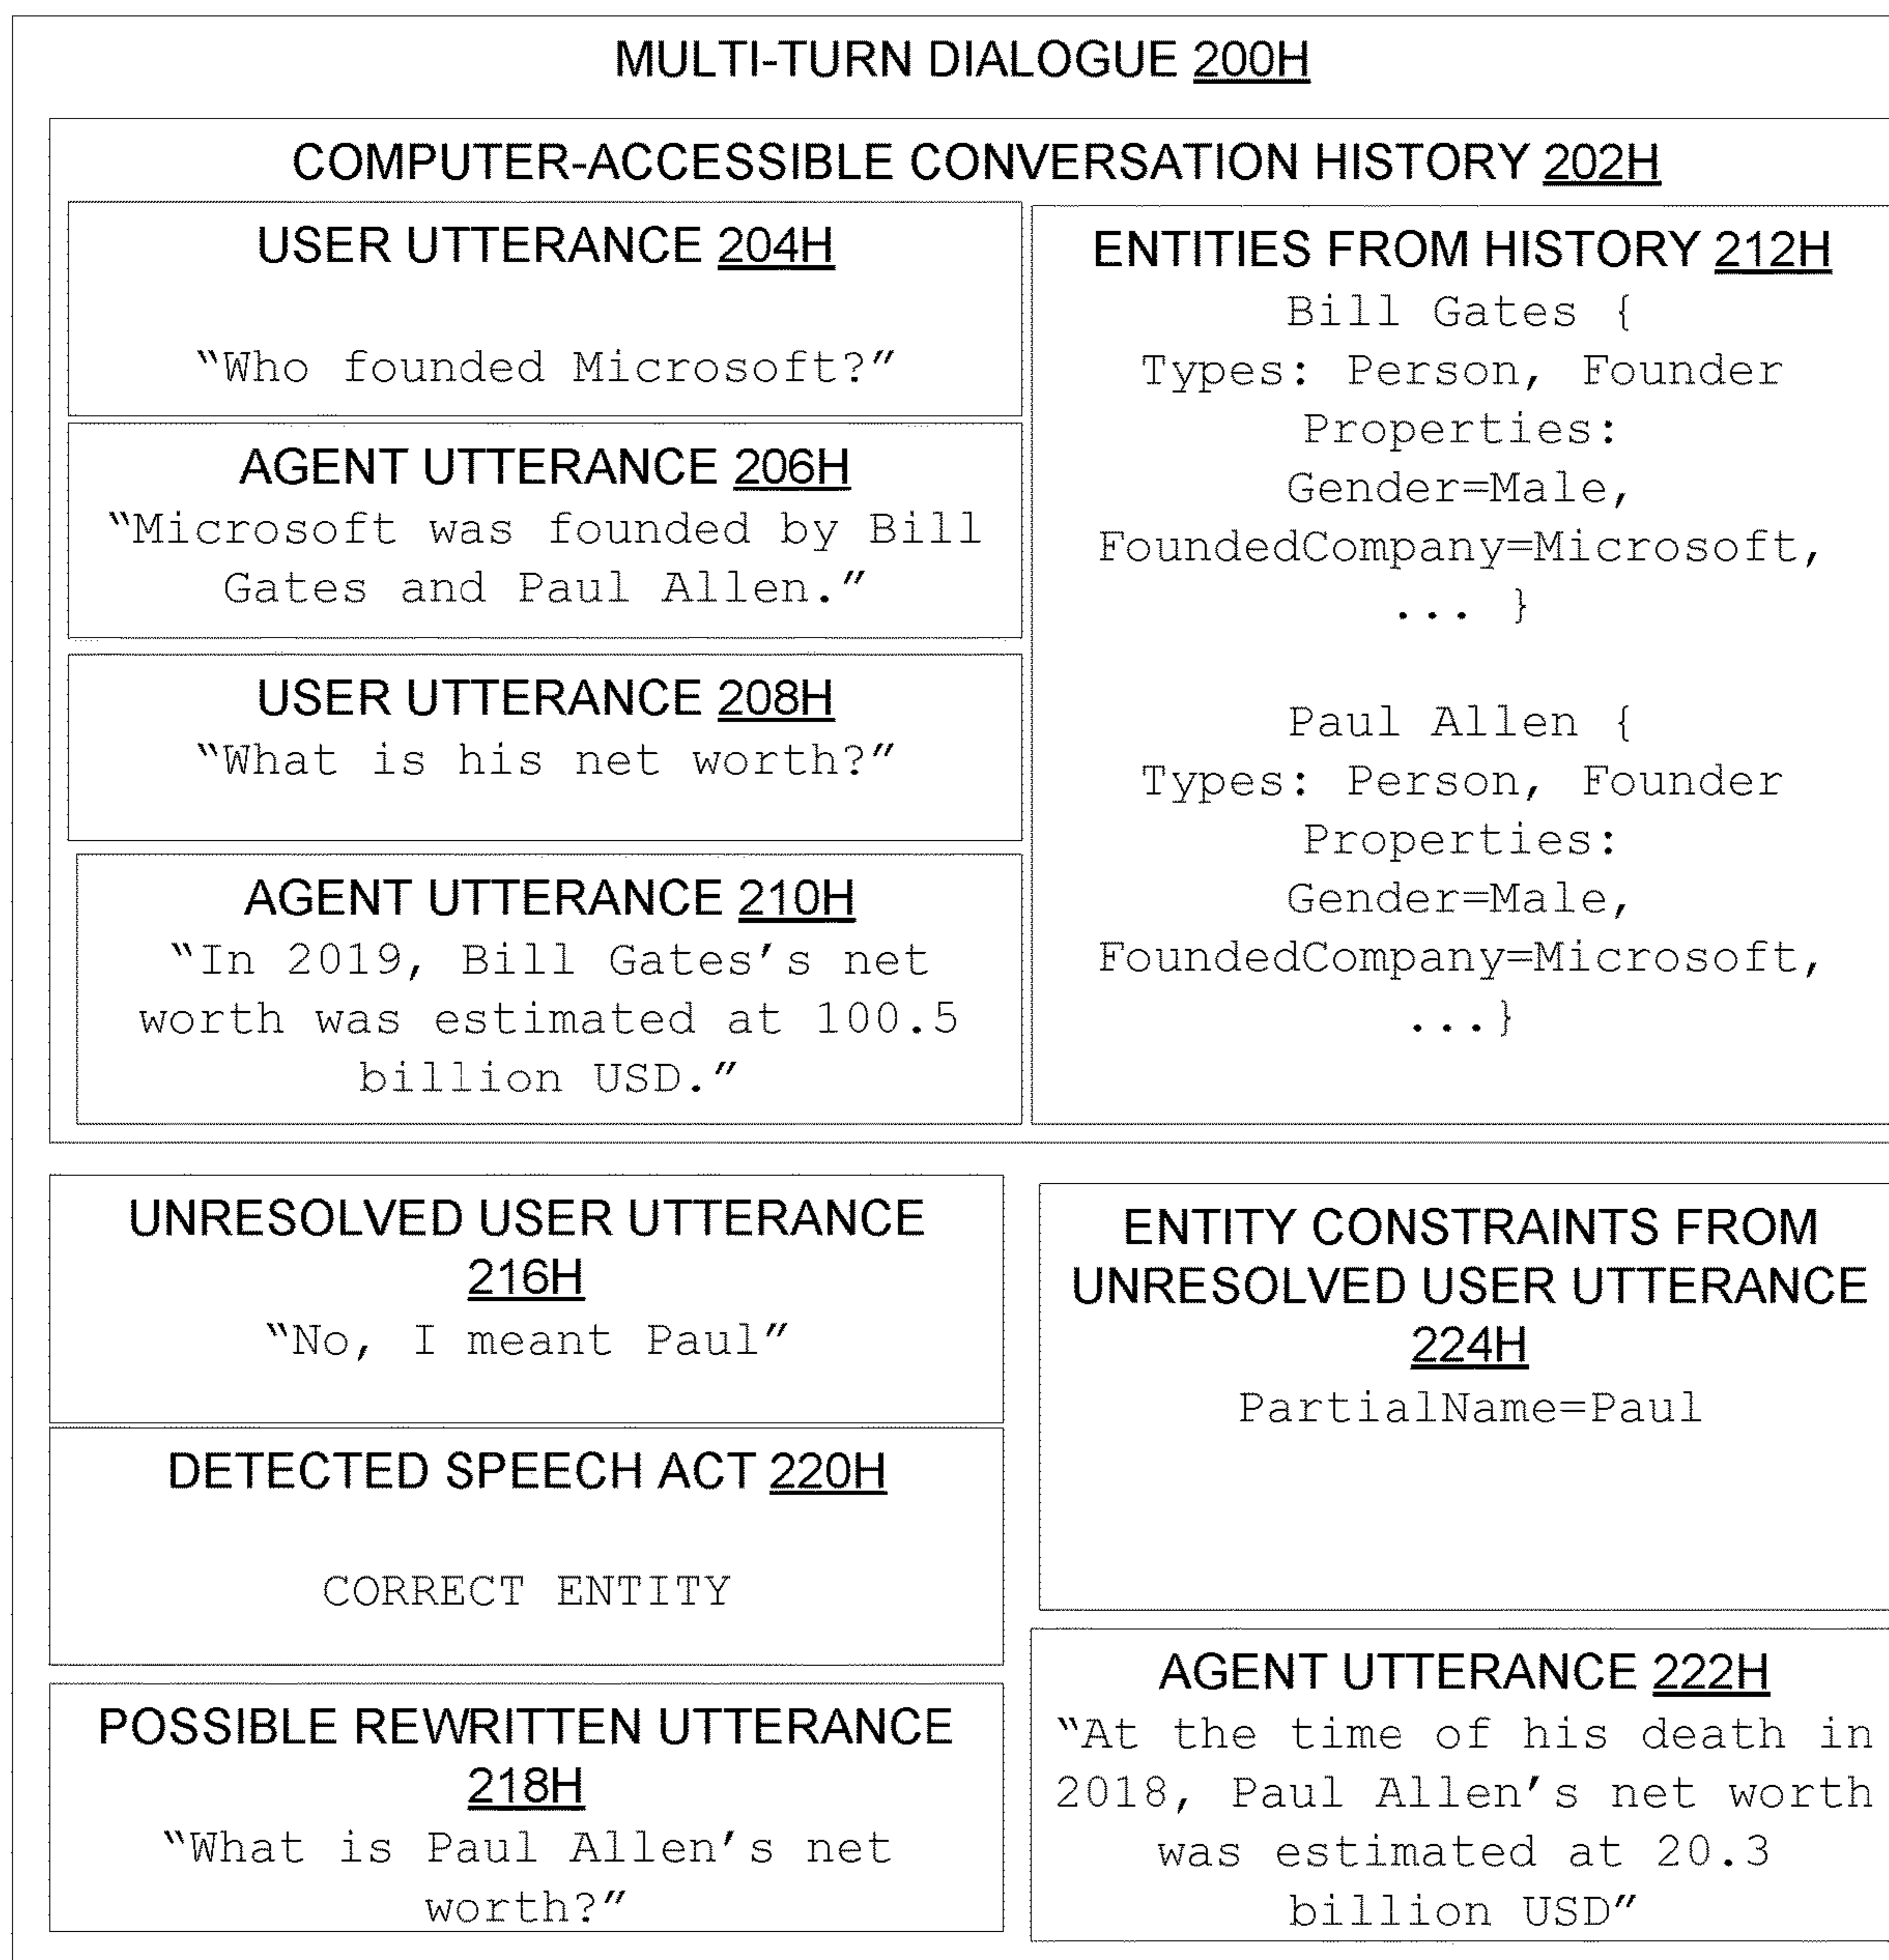 MULTI-TURN DIALOGUE 200H
COMPUTER-ACCESSIBLE CONVERSATION HISTORY 202H
USER UTTERANCE 204H
“Who founded Microsoft?”
AGENT UTTERANCE 206H
“Microsoft was founded by Bill
Gates and Paul Allen.”
USER UTTERANCE 208H
“What is his net worth?”
AGENT UTTERANCE 210H
“In 2019, Bill Gates’s net
worth was estimated at 100.5
billion USD.”
ENTITIES FROM HISTORY 212H
Bill Gates {
Types: Person, Founder
Properties:
Gender=Male,
FoundedCompany=Microsoft,
... }
Paul Allen {
Types: Person, Founder
Properties:
Gender=Male,
FoundedCompany=Microsoft,
...}
UNRESOLVED USER UTTERANCE
216H
“No, I meant Paul”
DETECTED SPEECH ACT 220H
CORRECT ENTITY
POSSIBLE REWRITTEN UTTERANCE
218H
“What is Paul Allen’s net
worth?”
ENTITY CONSTRAINTS FROM
UNRESOLVED USER UTTERANCE
224H
PartialName=Paul
AGENT UTTERANCE 222H
“At the time of his death in
2018, Paul Allen’s net worth
was estimated at 20.3
billion USD”